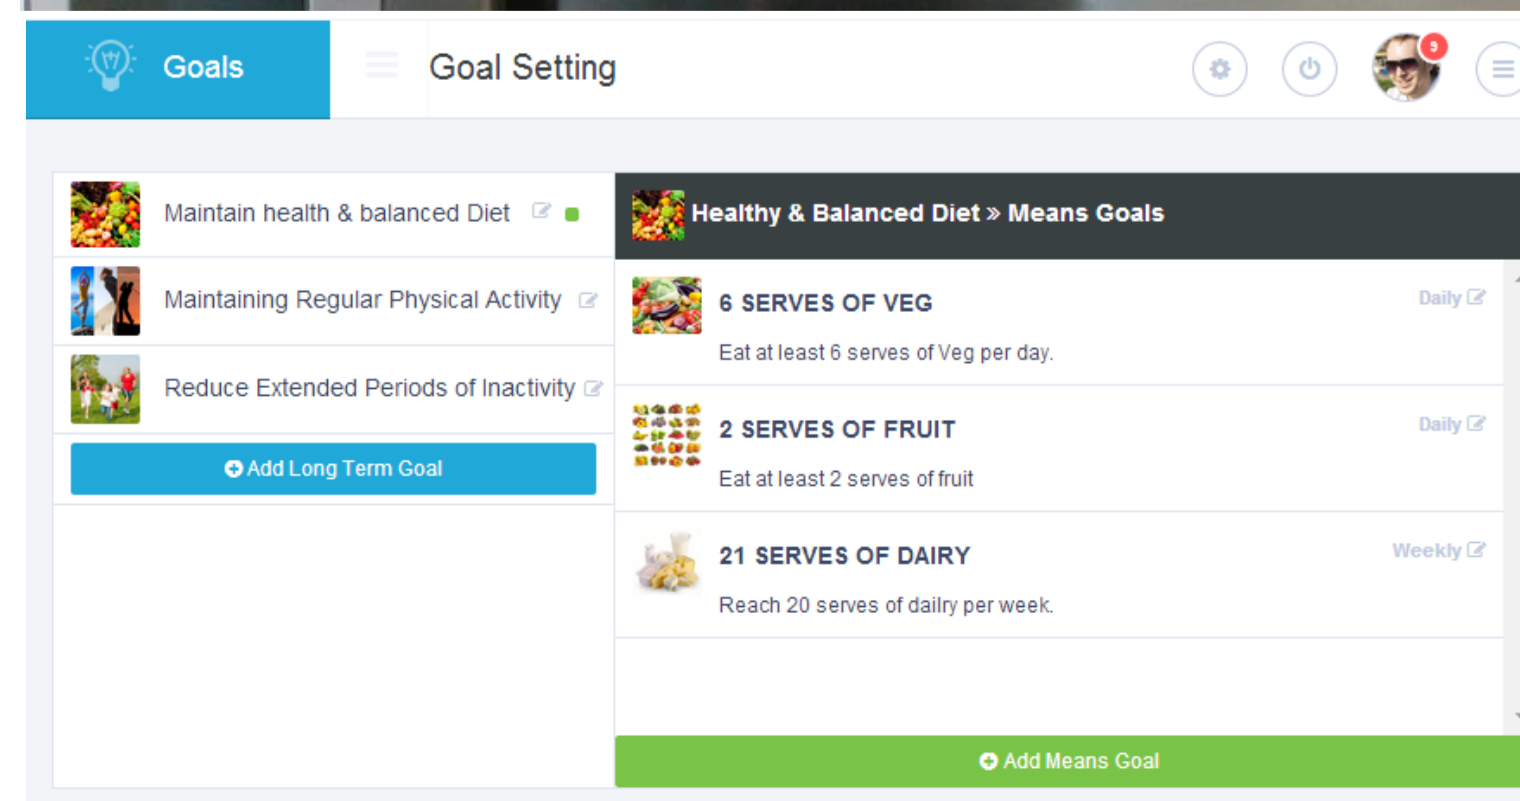 Goals
Goal Setting
9
Maintain health & balanced Diet
Maintaining Regular Physical Activity
Reduce Extended Periods of Inactivity
Add Long Term Goal
Healthy & Balanced Diet » Means Goals
6 SERVES OF VEG
Daily
Eat at least 6 serves of Veg per day.
2 SERVES OF FRUIT
Daily
Eat at least 2 serves of fruit
21 SERVES OF DAIRY
Weekly
Reach 20 serves of dailry per week.
Add Means Goal